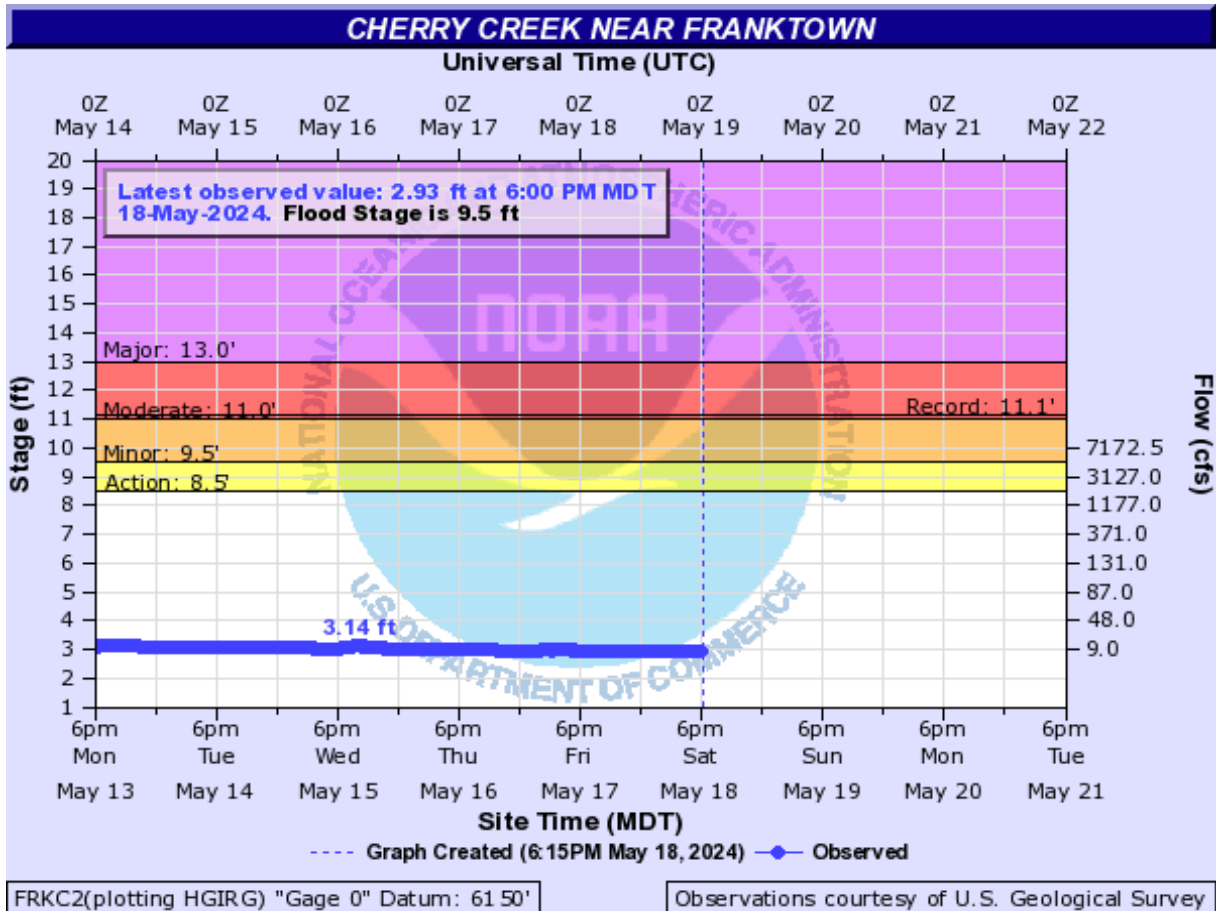 CHERRY CREEK NEAR FRANKTOWN
Universal Time (UTC)
0Z 0Z 0Z 0Z 0Z 0Z 0Z 0Z 0Z
May 14 May 15 May 16 May 17 May 18 May 19 May 20 May 21 May 22
Latest observed value: 2.93 ft at 6:00 PM MDT
18-May-2024. Flood Stage is 9.5 ft
NATIONAL OCEANIC AND ATMOSPHERIC ADMINISTRATION
NOAA
U.S. DEPARTMENT OF COMMERCE
Stage (ft)
20
19
18
17
16
15
14
13
12
11
10
9
8
7
6
5
4
3
2
1
Major: 13.0'
Moderate: 11.0'
Record: 11.1'
Minor: 9.5'
Action: 8.5'
3.14 ft
Flow (cfs)
7172.5
3127.0
1177.0
371.0
131.0
87.0
48.0
9.0
6pm 6pm 6pm 6pm 6pm 6pm 6pm 6pm 6pm
Mon Tue Wed Thu Fri Sat Sun Mon Tue
May 13 May 14 May 15 May 16 May 17 May 18 May 19 May 20 May 21
Site Time (MDT)
Graph Created (6:15PM May 18, 2024) Observed
FRKC2(plotting HGIRG) "Gage 0" Datum: 6150'
Observations courtesy of U.S. Geological Survey